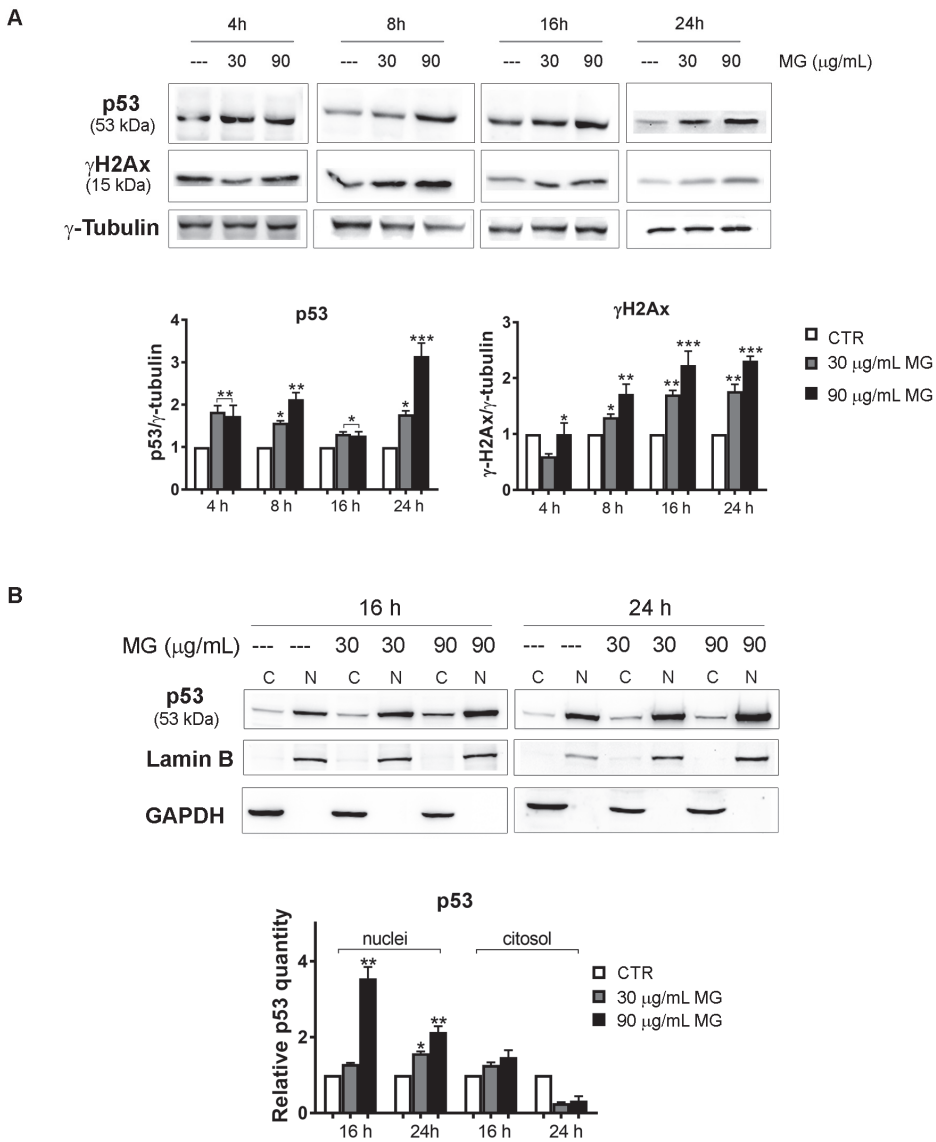 A
4h 8h 16h 24h
--- 30 90 --- 30 90 --- 30 90 --- 30 90 MG (μg/mL)
p53
(53 kDa)
γH2Ax
(15 kDa)
γ-Tubulin
p53
p53/γ-tubulin
4
3
2
1
0
** * ** * * ***
4 h 8 h 16 h 24 h
γH2Ax
γ-H2Ax/γ-tubulin
3
2
1
0
* * ** ** *** ** ***
4 h 8 h 16 h 24 h
CTR
30 μg/mL MG
90 μg/mL MG
B
16 h 24 h
MG (μg/mL) --- --- 30 30 90 90 --- --- 30 30 90 90
C N C N C N C N C N C N
p53
(53 kDa)
Lamin B
GAPDH
p53
Relative p53 quantity
4
2
0
nuclei citosol
** * **
16 h 24h 16 h 24 h
CTR
30 μg/mL MG
90 μg/mL MG